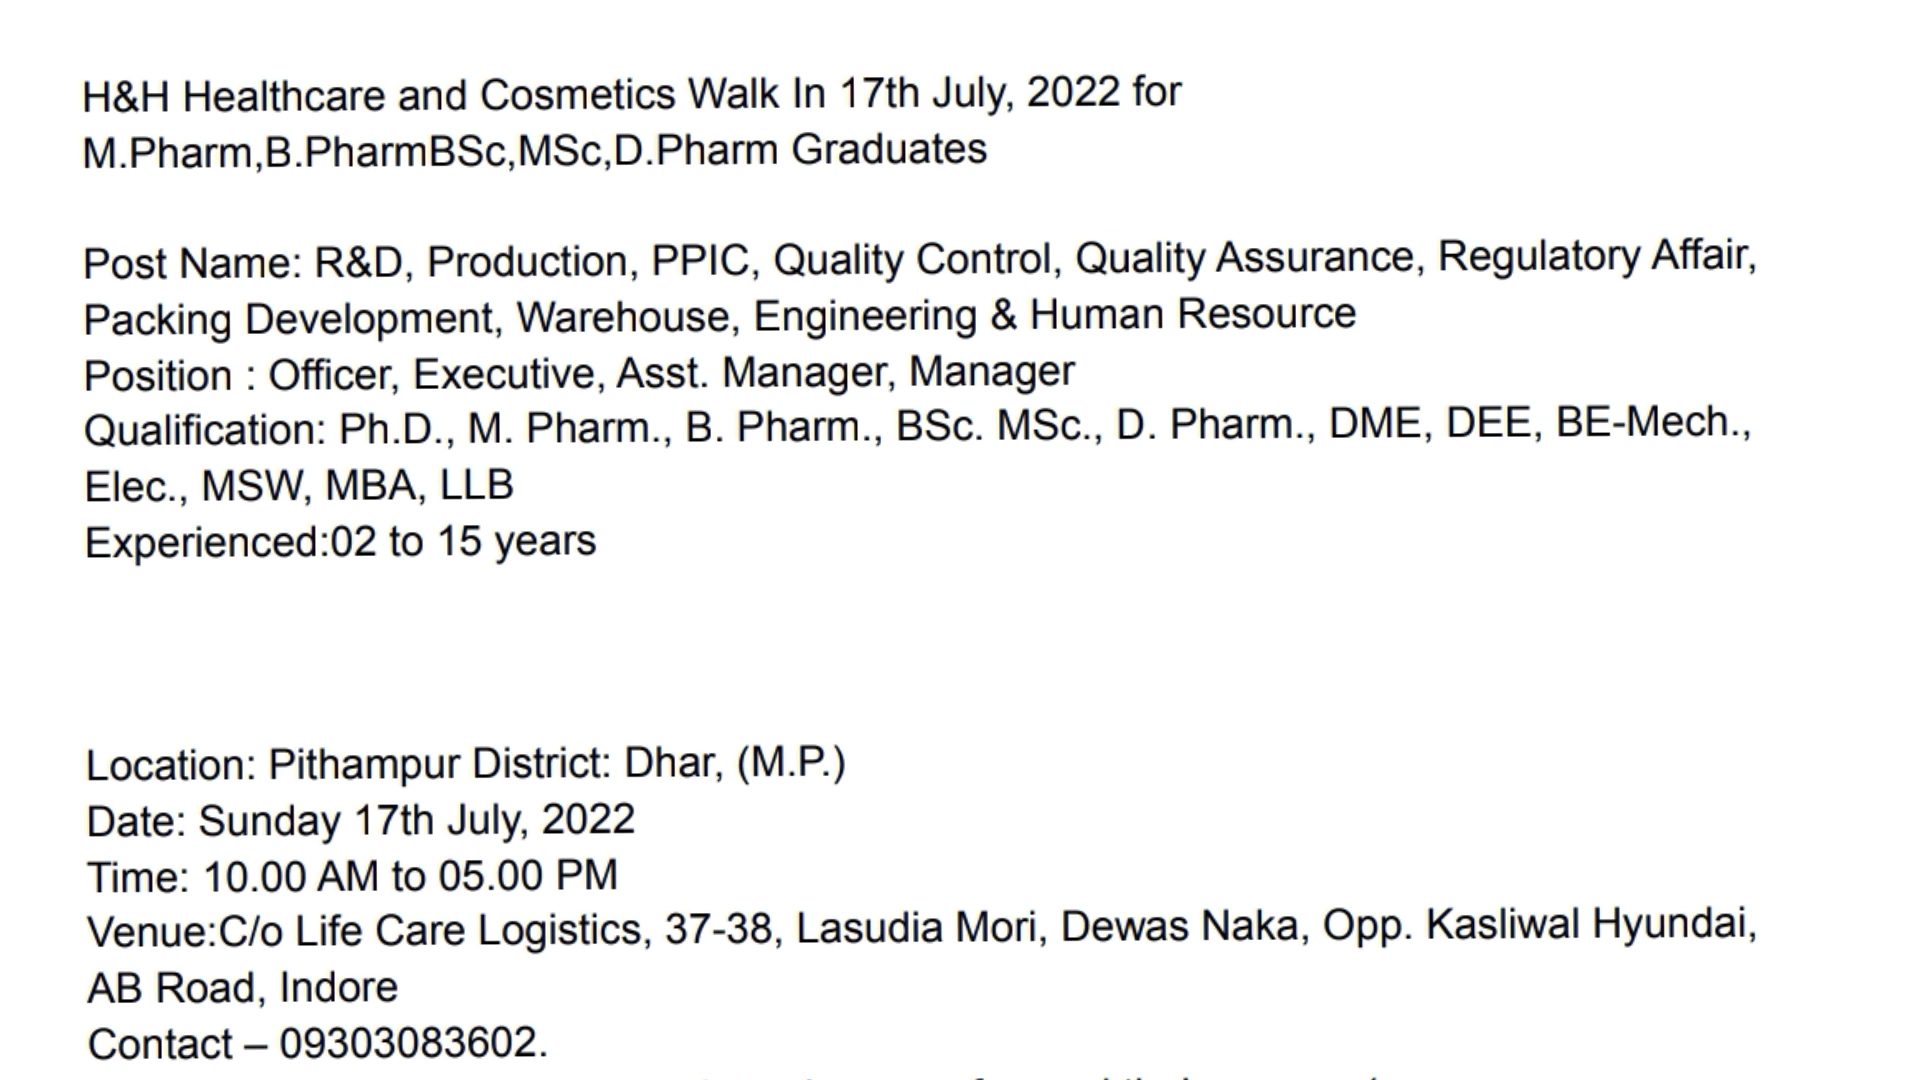 H&H Healthcare and Cosmetics Walk In 17th July, 2022 for
M.Pharm,B.PharmBSc,MSc,D.Pharm Graduates
Post Name: R&D, Production, PPIC, Quality Control, Quality Assurance, Regulatory Affair,
Packing Development, Warehouse, Engineering & Human Resource
Position : Officer, Executive, Asst. Manager, Manager
Qualification: Ph.D., M. Pharm., B. Pharm., BSc. MSc., D. Pharm., DME, DEE, BE-Mech.,
Elec., MSW, MBA, LLB
Experienced:02 to 15 years
Location: Pithampur District: Dhar, (M.P.)
Date: Sunday 17th July, 2022
Time: 10.00 AM to 05.00 PM
Venue:C/o Life Care Logistics, 37-38, Lasudia Mori, Dewas Naka, Opp. Kasliwal Hyundai,
AB Road, Indore
Contact – 09303083602.